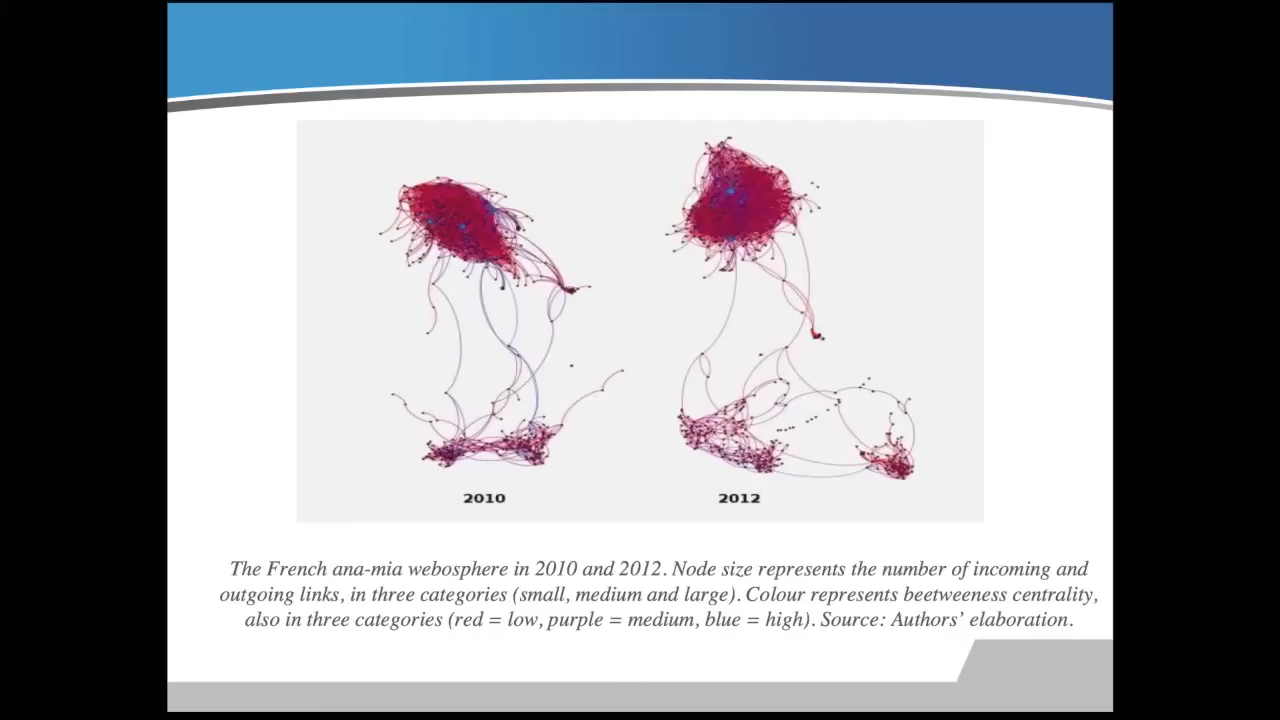 2010 2012
The French ana-mia webosphere in 2010 and 2012. Node size represents the number of incoming and
outgoing links, in three categories (small, medium and large). Colour represents beetweeness centrality,
also in three categories (red = low, purple = medium, blue = high). Source: Authors’ elaboration.